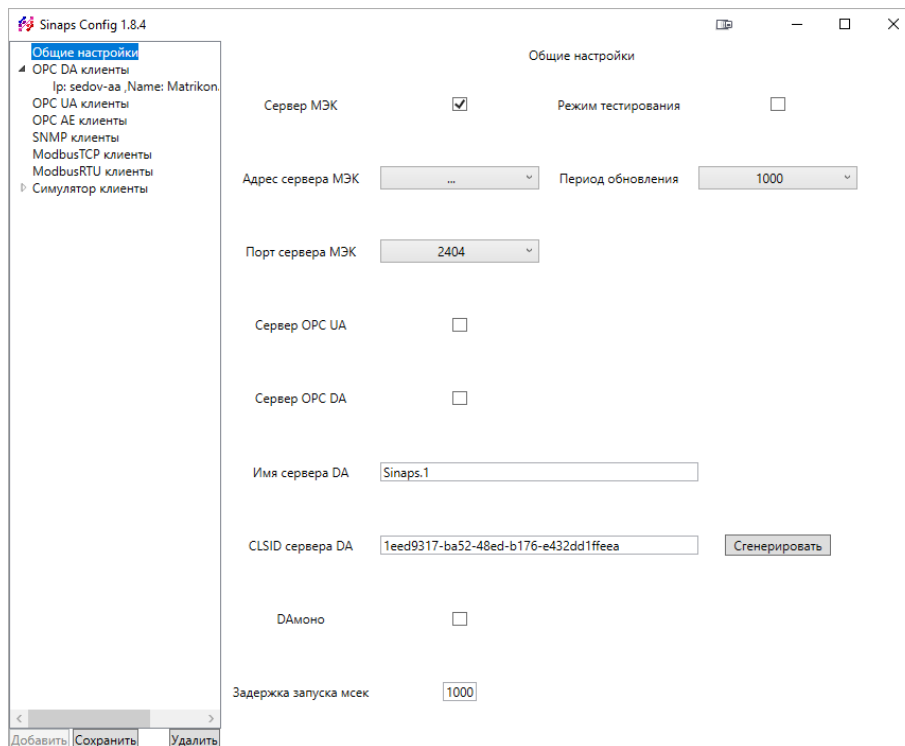 Sinaps Config 1.8.4
Общие настройки
OPC DA клиенты
Ip: sedov-aa ,Name: Matrikon.
OPC UA клиенты
OPC AE клиенты
SNMP клиенты
ModbusTCP клиенты
ModbusRTU клиенты
Симулятор клиенты
Добавить Сохранить Удалить
Общие настройки
Сервер МЭК Режим тестирования
Адрес сервера МЭК ... Период обновления 1000
Порт сервера МЭК 2404
Сервер OPC UA
Сервер OPC DA
Имя сервера DA Sinaps.1
CLSID сервера DA 1eed9317-ba52-48ed-b176-e432dd1ffeea Сгенерировать
DAмоно
Задержка запуска мсек 1000